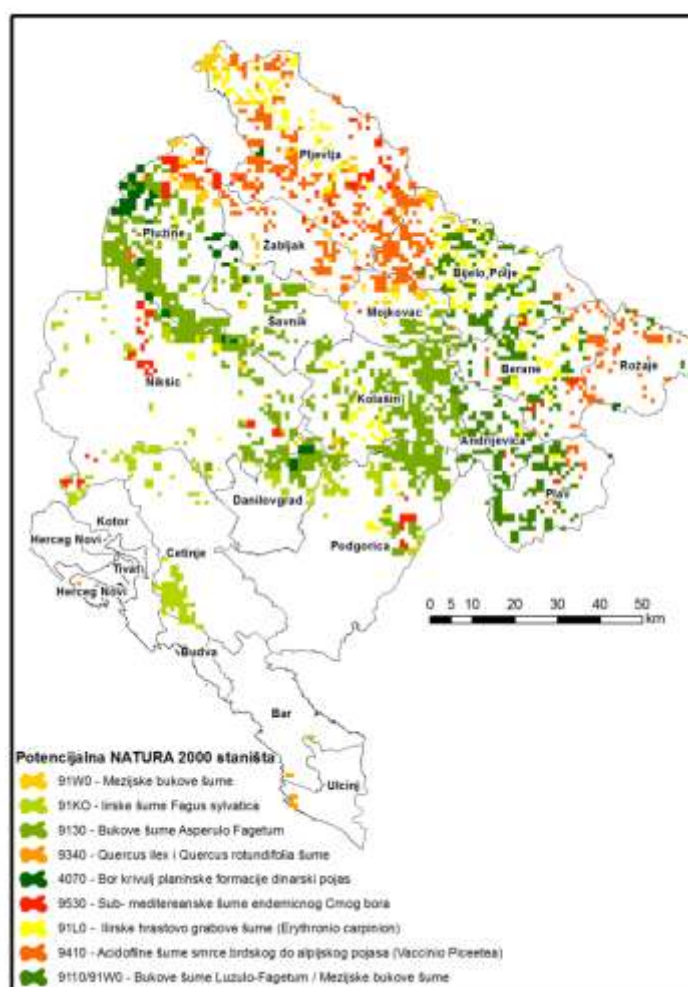 Pljevlja
Plužine
Žabljak
Bijelo Polje
Šavnik
Mojkovac
Nikšić
Kolašin
Berane
Rožaje
Andrijevica
Danilovgrad
Plav
Kotor
Herceg Novi
Cetinje
Podgorica
Tivat
Herceg Novi
0 5 10 20 30 40 50
km
Budva
Bar
Ulcinj
Potencijalna NATURA 2000 staništa
91W0 - Mezijske bukove šume
91KO - Ilirske šume Fagus sylvatica
9130 - Bukove šume Asperulo Fagetum
9340 - Quercus ilex i Quercus rotundifolia šume
4070 - Bor krivulj planinske formacije dinarski pojas
9530 - Sub- mediteranske šume endemicnog Crnog bora
91L0 - Ilirske hrastovo grabove šume (Erythronio carpinion)
9410 - Acidofilne šume smrce brdskog do alpijskog pojasa (Vaccinio Piceetea)
9110/91W0 - Bukove šume Luzulo-Fagetum / Mezijske bukove šume